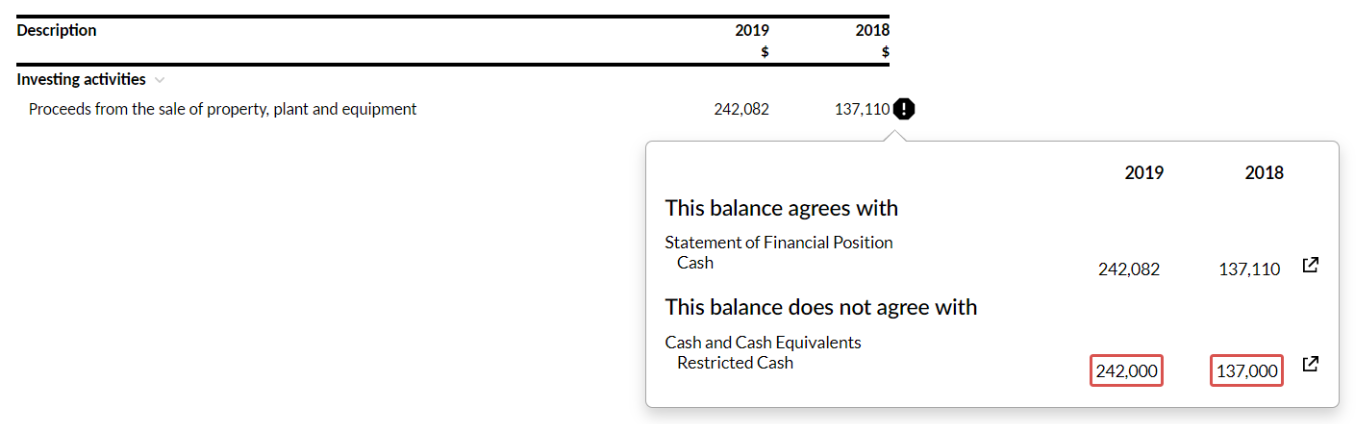 Description 2019 2018
$ $
Investing activities
Proceeds from the sale of property, plant and equipment 242,082 137,110
2019 2018
This balance agrees with
Statement of Financial Position
Cash
242,082 137,110
This balance does not agree with
Cash and Cash Equivalents
Restricted Cash
242,000 137,000